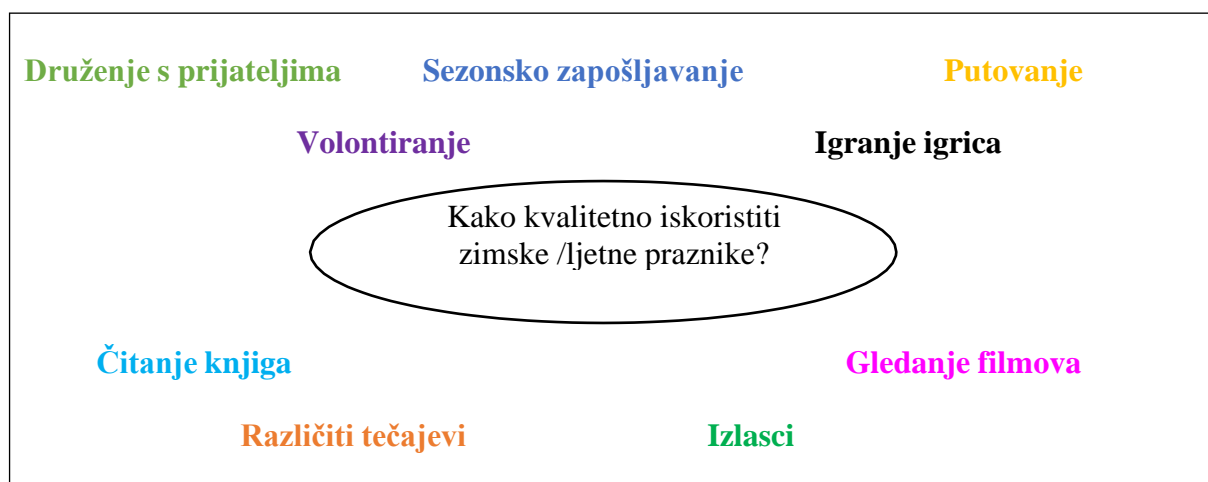 Druženje s prijateljima
Sezonsko zapošljavanje
Putovanje
Volontiranje
Igranje igrica
Kako kvalitetno iskoristiti
zimske /ljetne praznike?
Čitanje knjiga
Gledanje filmova
Različiti tečajevi
Izlasci